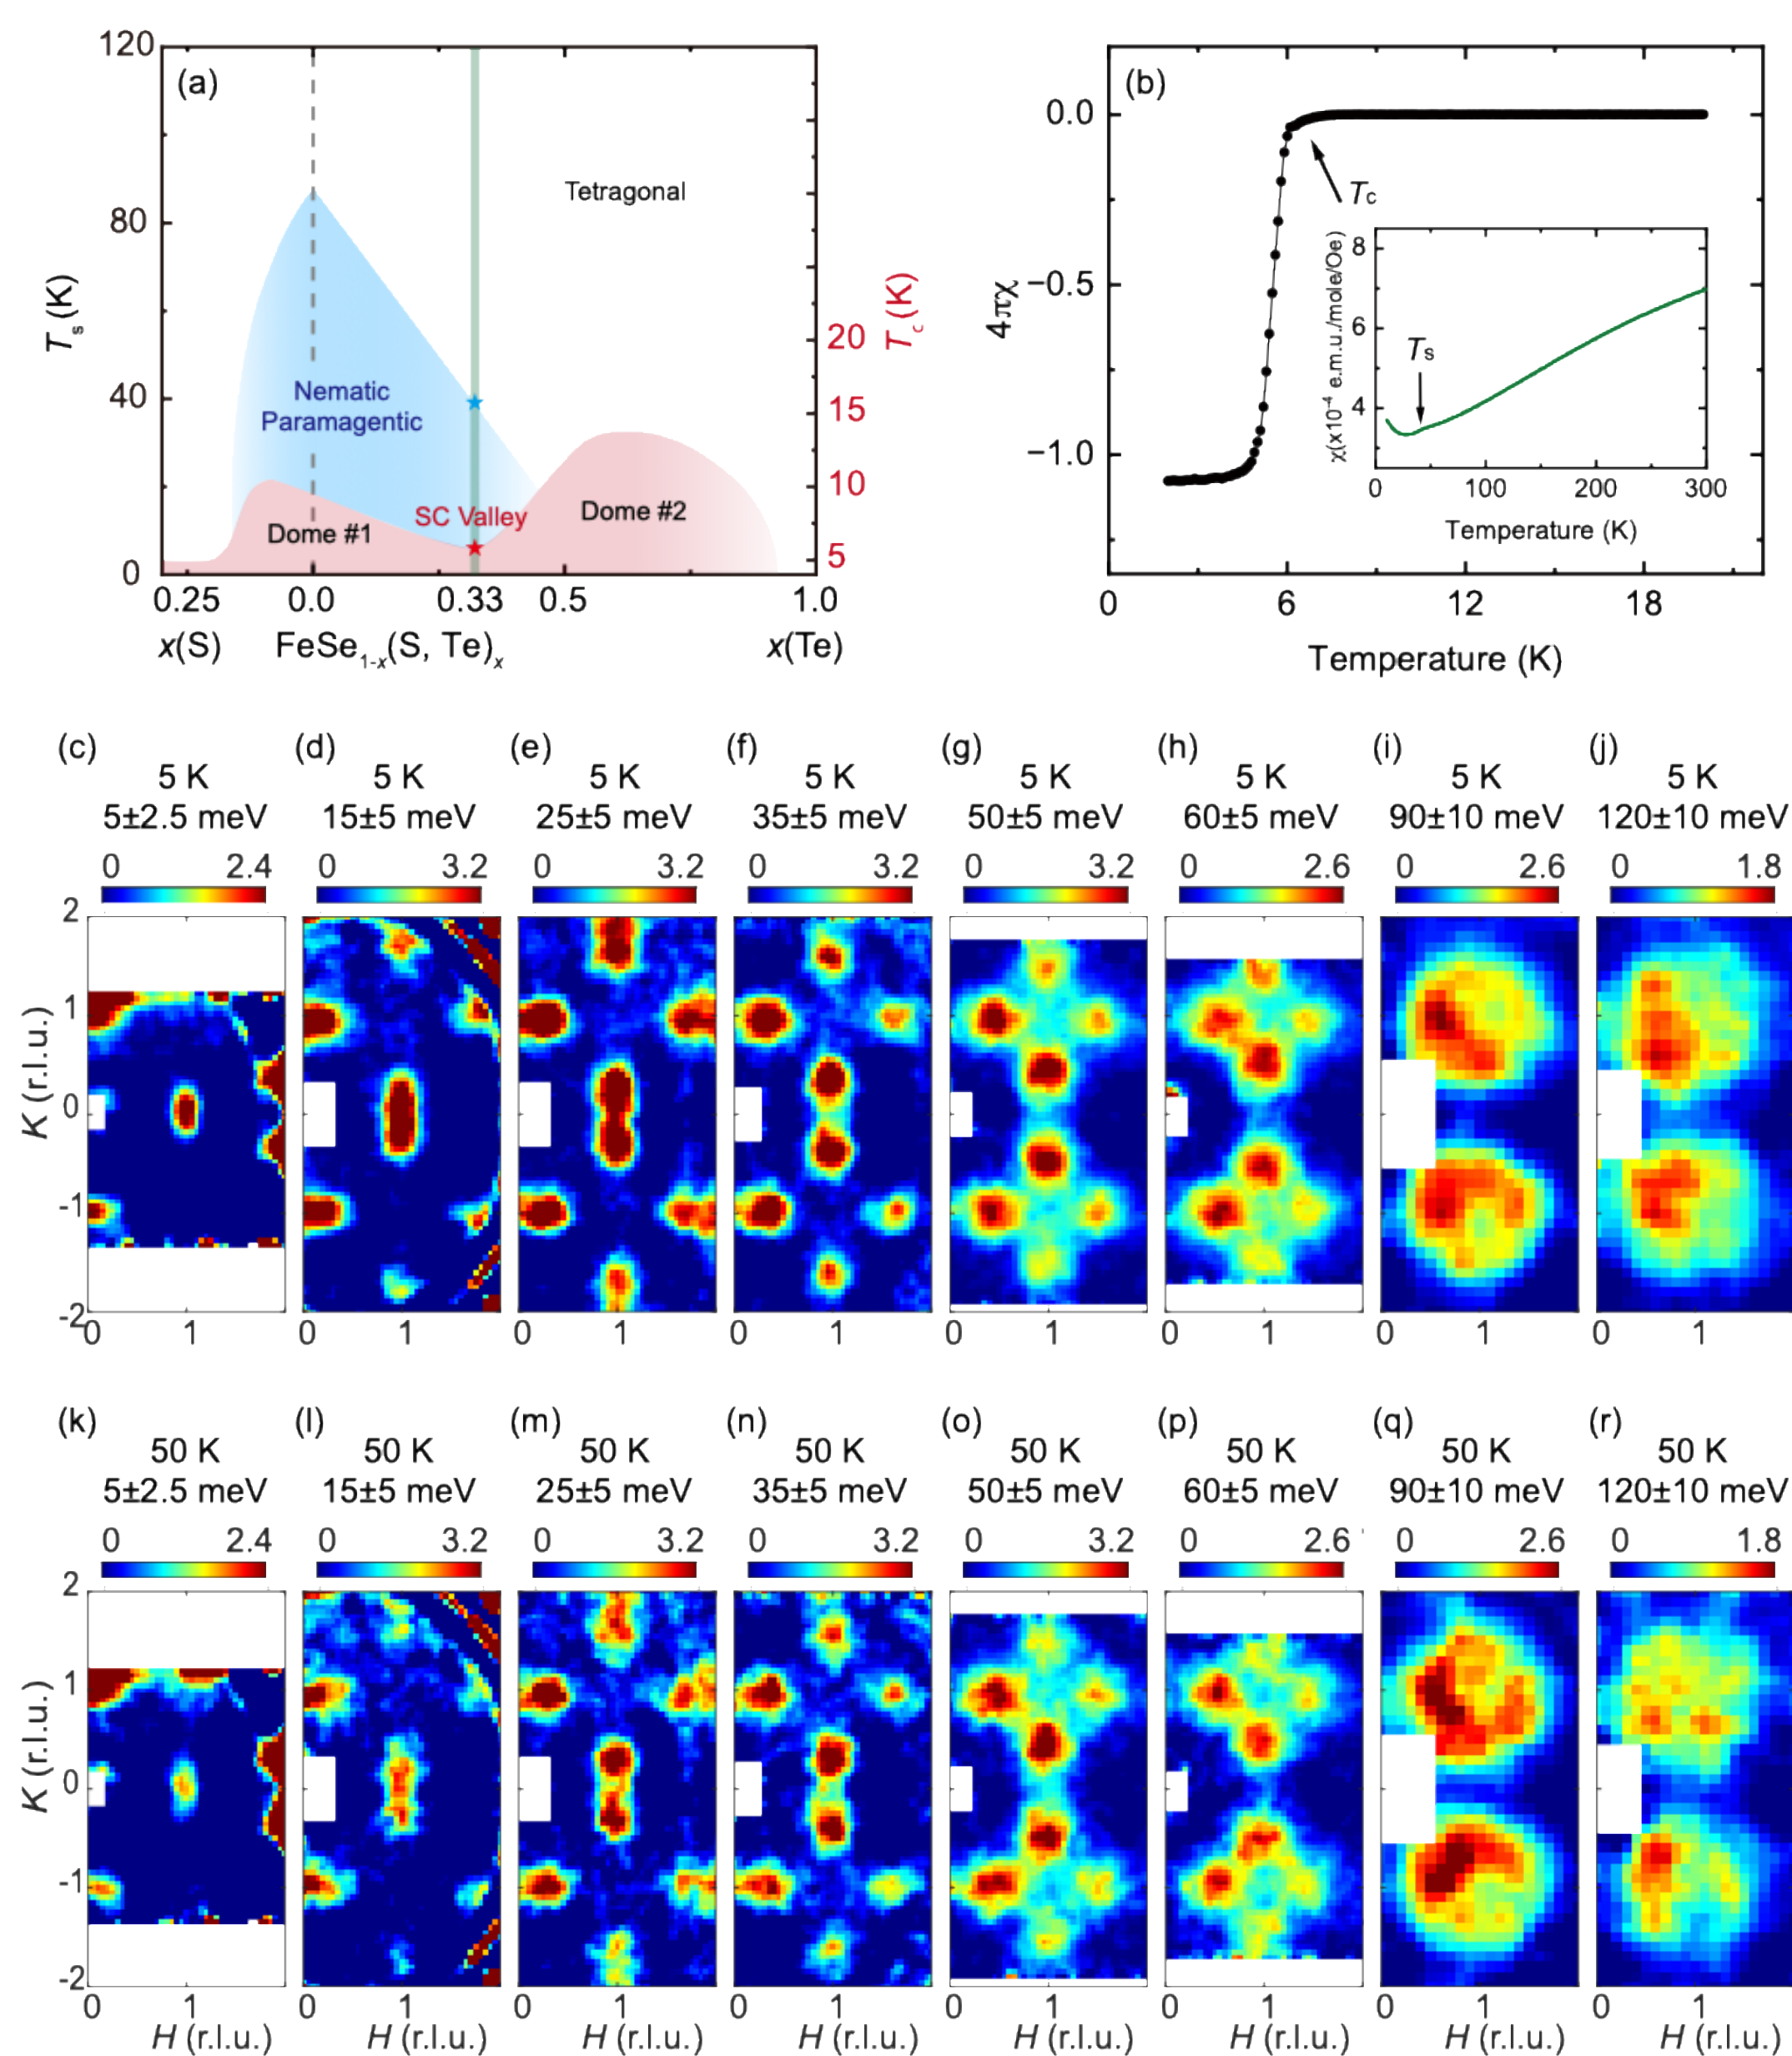 (a)
120
80
40
0
Ts (K)
Tetragonal
Nematic
Paramagentic
SC Valley
Dome #1
Dome #2
20
15
10
5
Tc (K)
0.25 0.0 0.33 0.5 1.0
x(S) FeSe1-x(S, Te)x x(Te)
(b)
0.0
−0.5
−1.0
4πχ
Tc
0 6 12 18
Temperature (K)
8
6
4
χ(x10⁻⁴ e.m.u./mole/Oe)
Ts
0 100 200 300
Temperature (K)
(c) (d) (e) (f) (g) (h) (i) (j)
5 K 5 K 5 K 5 K 5 K 5 K 5 K 5 K
5±2.5 meV 15±5 meV 25±5 meV 35±5 meV 50±5 meV 60±5 meV 90±10 meV 120±10 meV
0 2.4 0 3.2 0 3.2 0 3.2 0 3.2 0 2.6 0 2.6 0 1.8
2
1
0
-1
-2
K (r.l.u.)
0 1 0 1 0 1 0 1 0 1 0 1 0 1 0 1
(k) (l) (m) (n) (o) (p) (q) (r)
50 K 50 K 50 K 50 K 50 K 50 K 50 K 50 K
5±2.5 meV 15±5 meV 25±5 meV 35±5 meV 50±5 meV 60±5 meV 90±10 meV 120±10 meV
0 2.4 0 3.2 0 3.2 0 3.2 0 3.2 0 2.6 0 2.6 0 1.8
2
1
0
-1
-2
K (r.l.u.)
0 1 0 1 0 1 0 1 0 1 0 1 0 1 0 1
H (r.l.u.) H (r.l.u.) H (r.l.u.) H (r.l.u.) H (r.l.u.) H (r.l.u.) H (r.l.u.) H (r.l.u.)